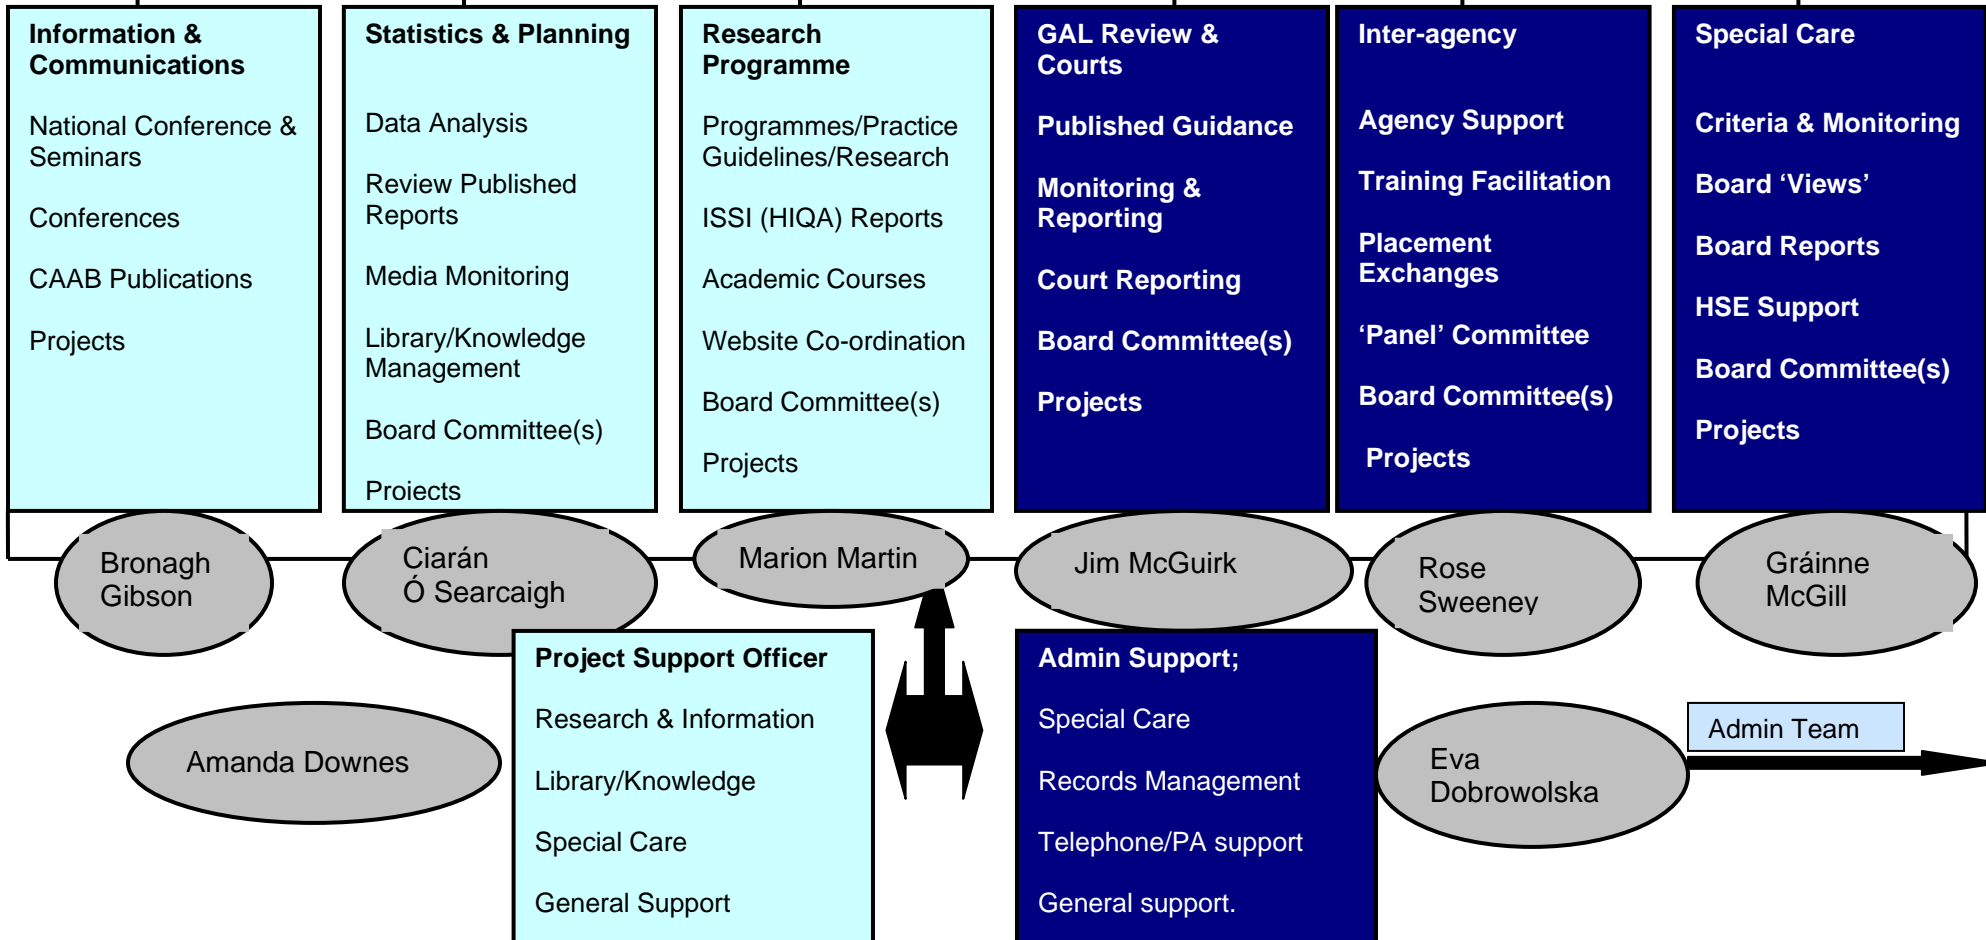 Information &
Communications
National Conference &
Seminars
Conferences
CAAB Publications
Projects
Statistics & Planning
Data Analysis
Review Published
Reports
Media Monitoring
Library/Knowledge
Management
Board Committee(s)
Projects
Research
Programme
Programmes/Practice
Guidelines/Research
ISSI (HIQA) Reports
Academic Courses
Website Co-ordination
Board Committee(s)
Projects
GAL Review &
Courts
Published Guidance
Monitoring &
Reporting
Court Reporting
Board Committee(s)
Projects
Inter-agency
Agency Support
Training Facilitation
Placement
Exchanges
‘Panel’ Committee
Board Committee(s)
Projects
Special Care
Criteria & Monitoring
Board ‘Views’
Board Reports
HSE Support
Board Committee(s)
Projects
Bronagh
Gibson
Ciarán
Ó Searcaigh
Marion Martin
Jim McGuirk
Rose
Sweeney
Gráinne
McGill
Amanda Downes
Project Support Officer
Research & Information
Library/Knowledge
Special Care
General Support
Admin Support;
Special Care
Records Management
Telephone/PA support
General support.
Eva
Dobrowolska
Admin Team